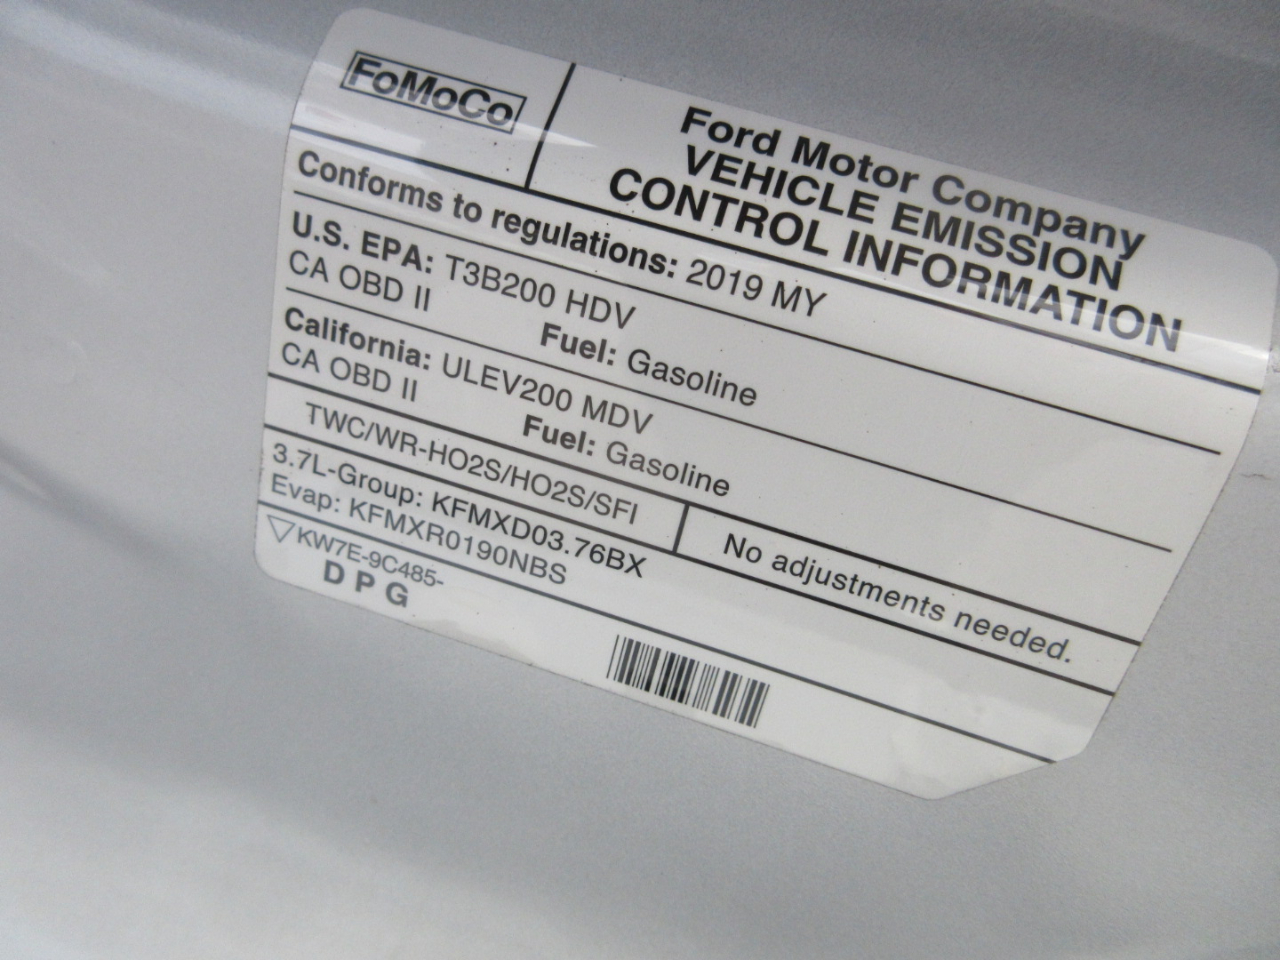 FoMoCo
Ford Motor Company
VEHICLE EMISSION
CONTROL INFORMATION
Conforms to regulations: 2019 MY
U.S. EPA: T3B200 HDV
CA OBD II Fuel: Gasoline
California: ULEV200 MDV
CA OBD II Fuel: Gasoline
TWC/WR-HO2S/HO2S/SFI
No adjustments needed.
3.7L-Group: KFMXD03.76BX
Evap: KFMXR0190NBS
KW7E-9C485-
D P G